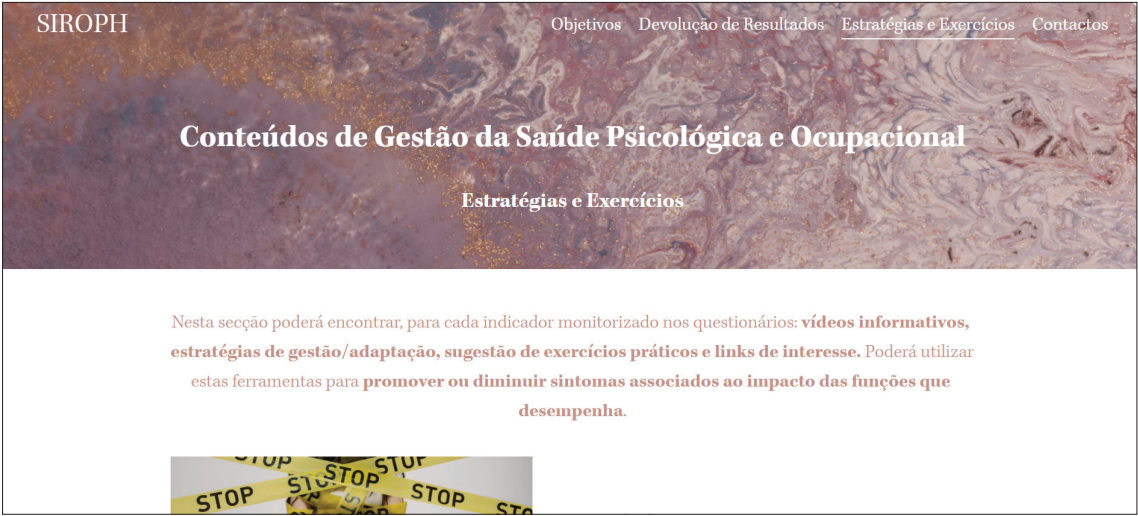 SIROPH
Objetivos Devolução de Resultados Estratégias e Exercícios Contactos
Conteúdos de Gestão da Saúde Psicológica e Ocupacional
Estratégias e Exercícios
Nesta secção poderá encontrar, para cada indicador monitorizado nos questionários: vídeos informativos,
estratégias de gestão/adaptação, sugestão de exercícios práticos e links de interesse. Poderá utilizar
estas ferramentas para promover ou diminuir sintomas associados ao impacto das funções que
desempenha.
STOP STOP STOP STOP
STOP STOP